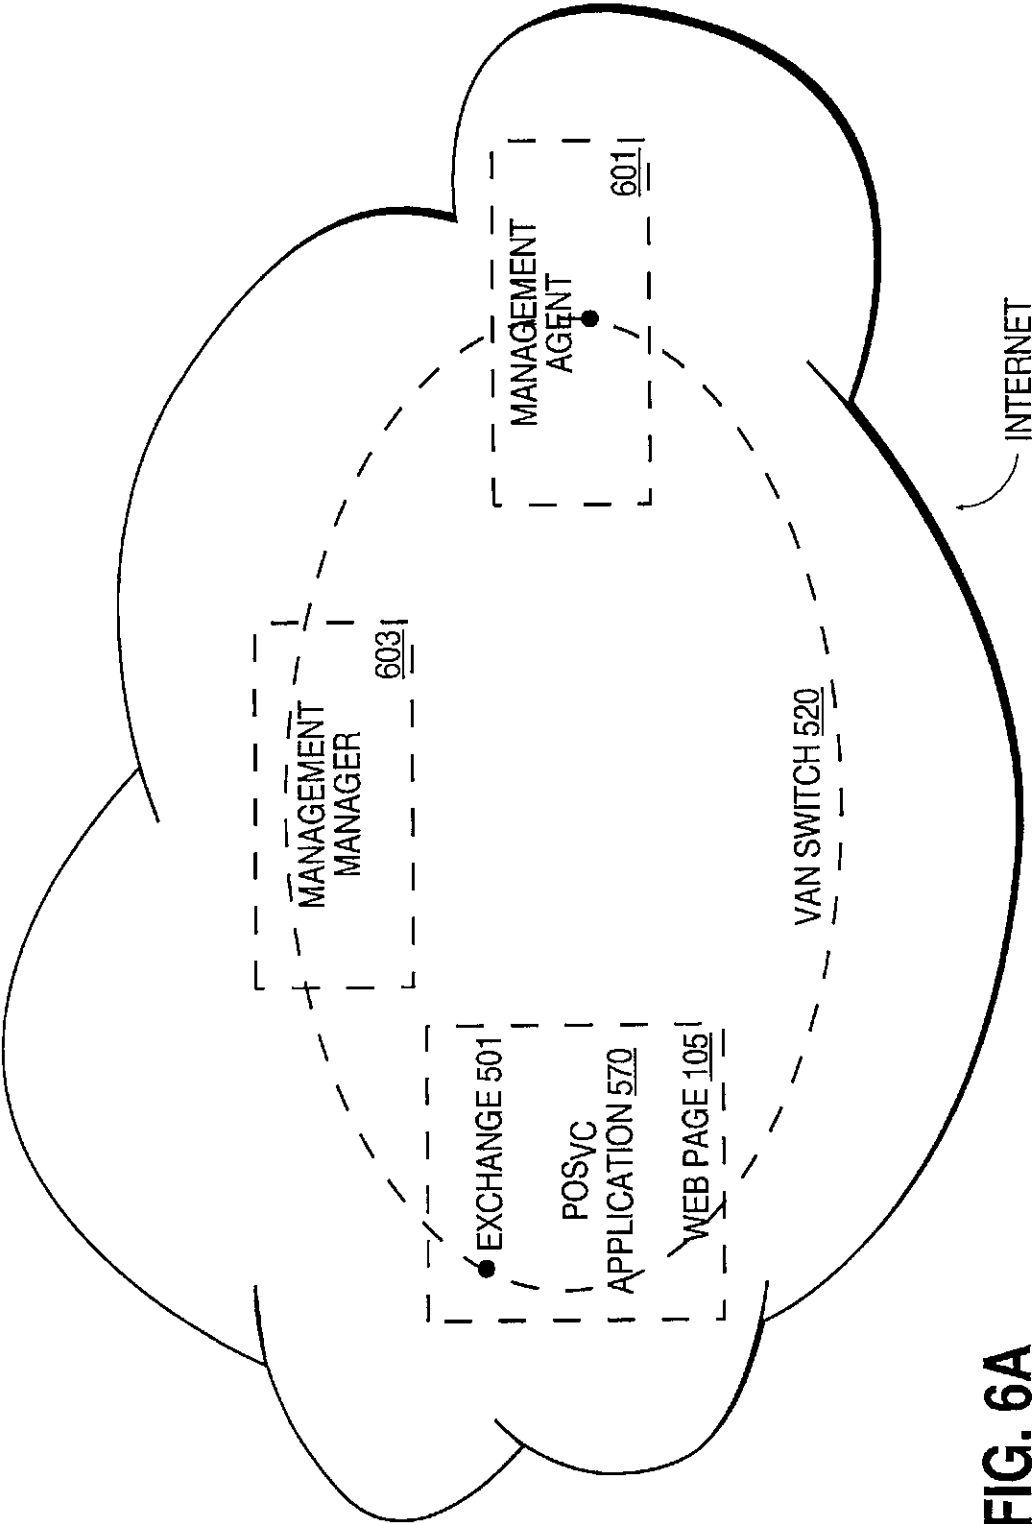 MANAGEMENT
MANAGER
603
EXCHANGE 501
MANAGEMENT
AGENT
601
POSVC
APPLICATION 570
WEB PAGE 105
VAN SWITCH 520
INTERNET
FIG. 6A